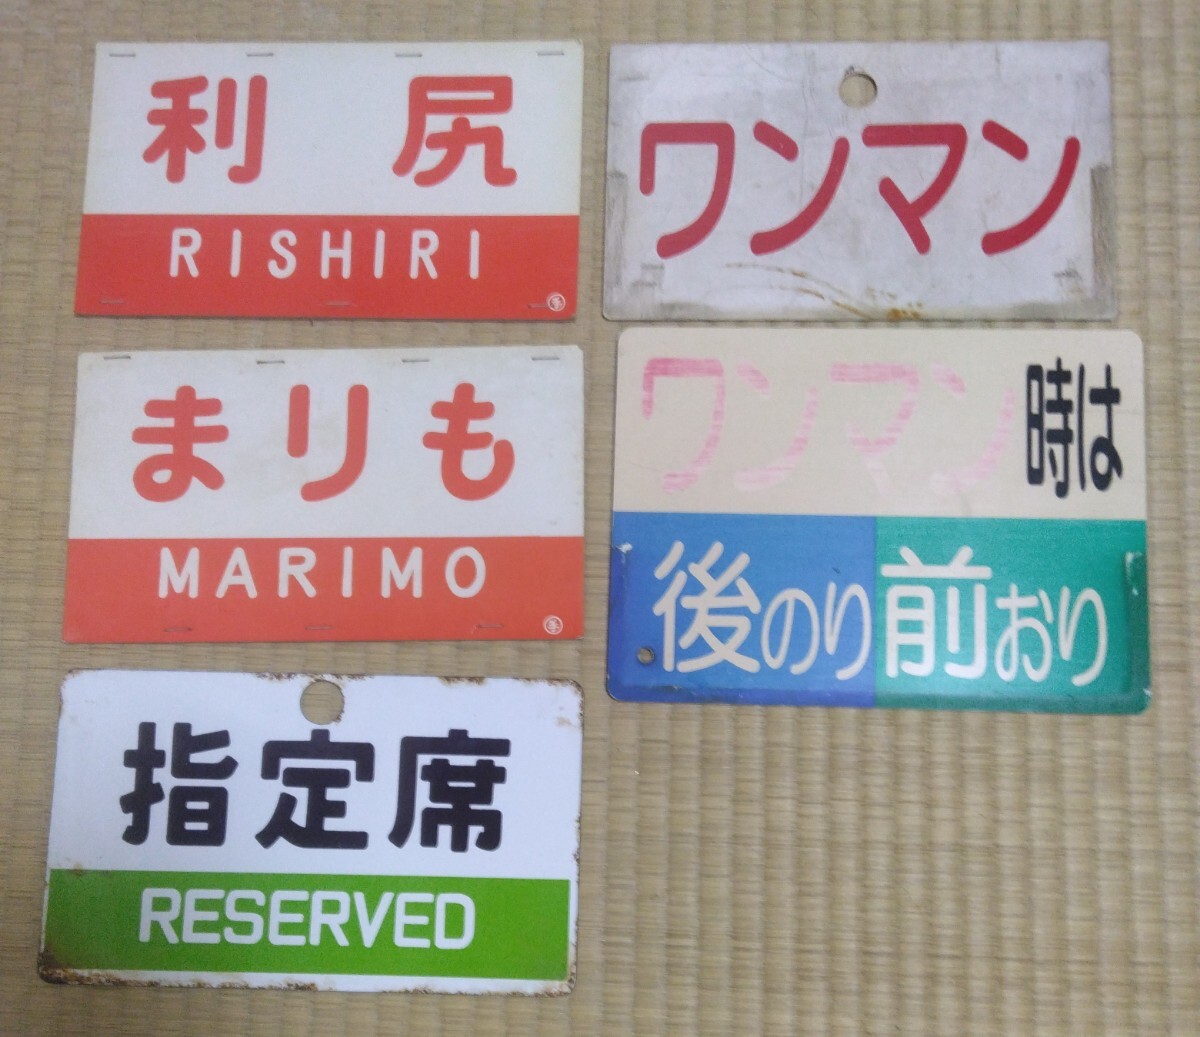 利尻
RISHIRI
まりも
MARIMO
指定席
RESERVED
ワンマン
ワンマン時は
後のり前おり